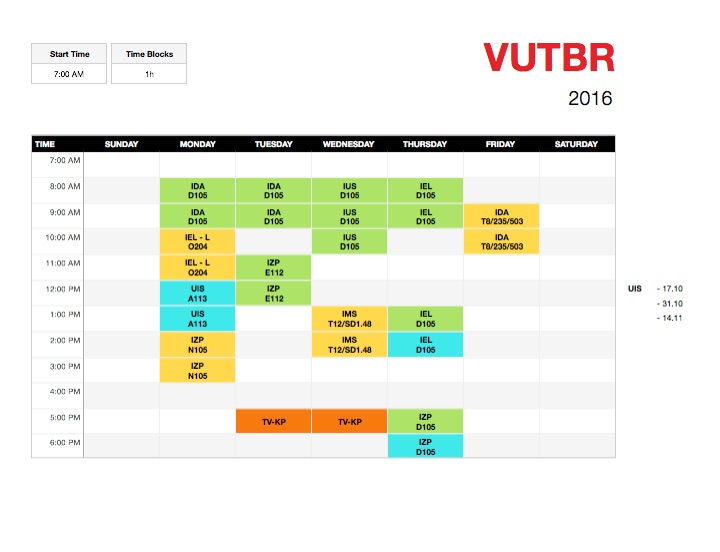 VUTBR
2016
Start Time Time Blocks
7:00 AM 1h
TIME SUNDAY MONDAY TUESDAY WEDNESDAY THURSDAY FRIDAY SATURDAY
7:00 AM
8:00 AM IDA IDA IUS IEL
D105 D105 D105 D105
9:00 AM IDA IDA IUS IEL IDA
D105 D105 D105 D105 T8/235/503
10:00 AM IEL - L IUS IDA
O204 D105 T8/235/503
11:00 AM IEL - L IZP
O204 E112
12:00 PM UIS IZP
A113 E112
1:00 PM UIS IMS IEL
A113 T12/SD1.48 D105
2:00 PM IZP IMS IEL
N105 T12/SD1.48 D105
3:00 PM IZP
N105
4:00 PM
5:00 PM TV-KP TV-KP IZP
D105
6:00 PM IZP
D105
UIS - 17.10
- 31.10
- 14.11